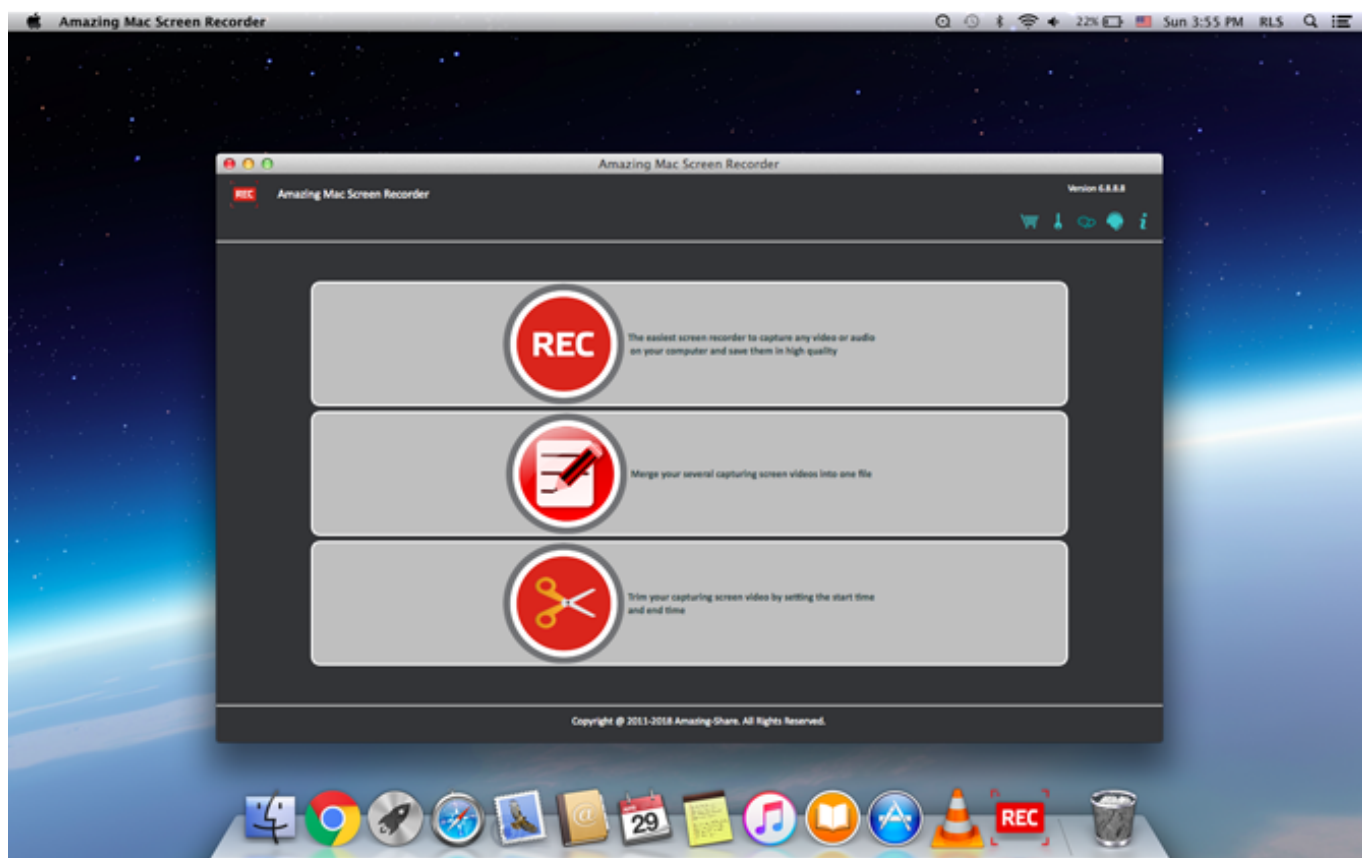 Amazing Mac Screen Recorder
22%
Sun 3:55 PM RLS
Amazing Mac Screen Recorder
REC
Amazing Mac Screen Recorder
Version 6.8.8.8
i
REC
The easiest screen recorder to capture any video or audio
on your computer and save them in high quality
Merge your several capturing screen videos into one file
Trim your capturing screen video by setting the start time
and end time
Copyright @ 2011-2018 Amazing-Share. All Rights Reserved.
@
29
REC